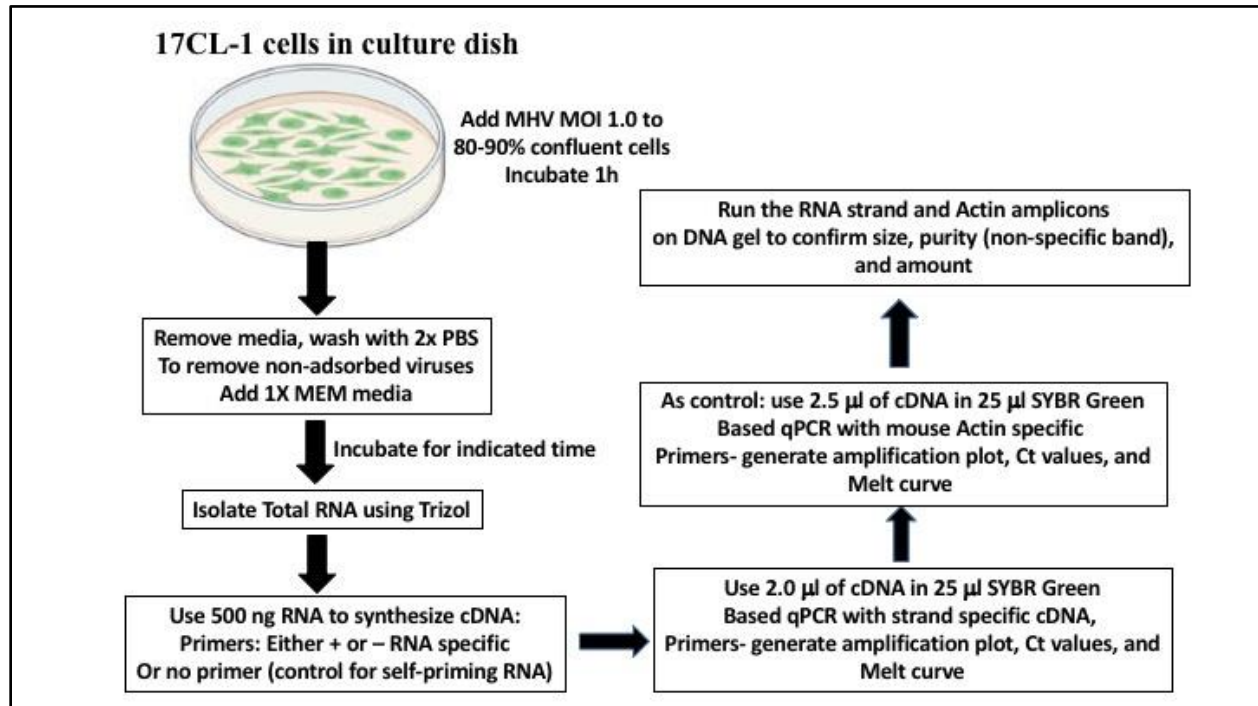 17CL-1 cells in culture dish
Add MHV MOI 1.0 to
80-90% confluent cells
Incubate 1h
Remove media, wash with 2x PBS
To remove non-adsorbed viruses
Add 1X MEM media
Incubate for indicated time
Isolate Total RNA using Trizol
Use 500 ng RNA to synthesize cDNA:
Primers: Either + or – RNA specific
Or no primer (control for self-priming RNA)
Use 2.0 µl of cDNA in 25 µl SYBR Green
Based qPCR with strand specific cDNA,
Primers- generate amplification plot, Ct values, and
Melt curve
As control: use 2.5 µl of cDNA in 25 µl SYBR Green
Based qPCR with mouse Actin specific
Primers- generate amplification plot, Ct values, and
Melt curve
Run the RNA strand and Actin amplicons
on DNA gel to confirm size, purity (non-specific band),
and amount